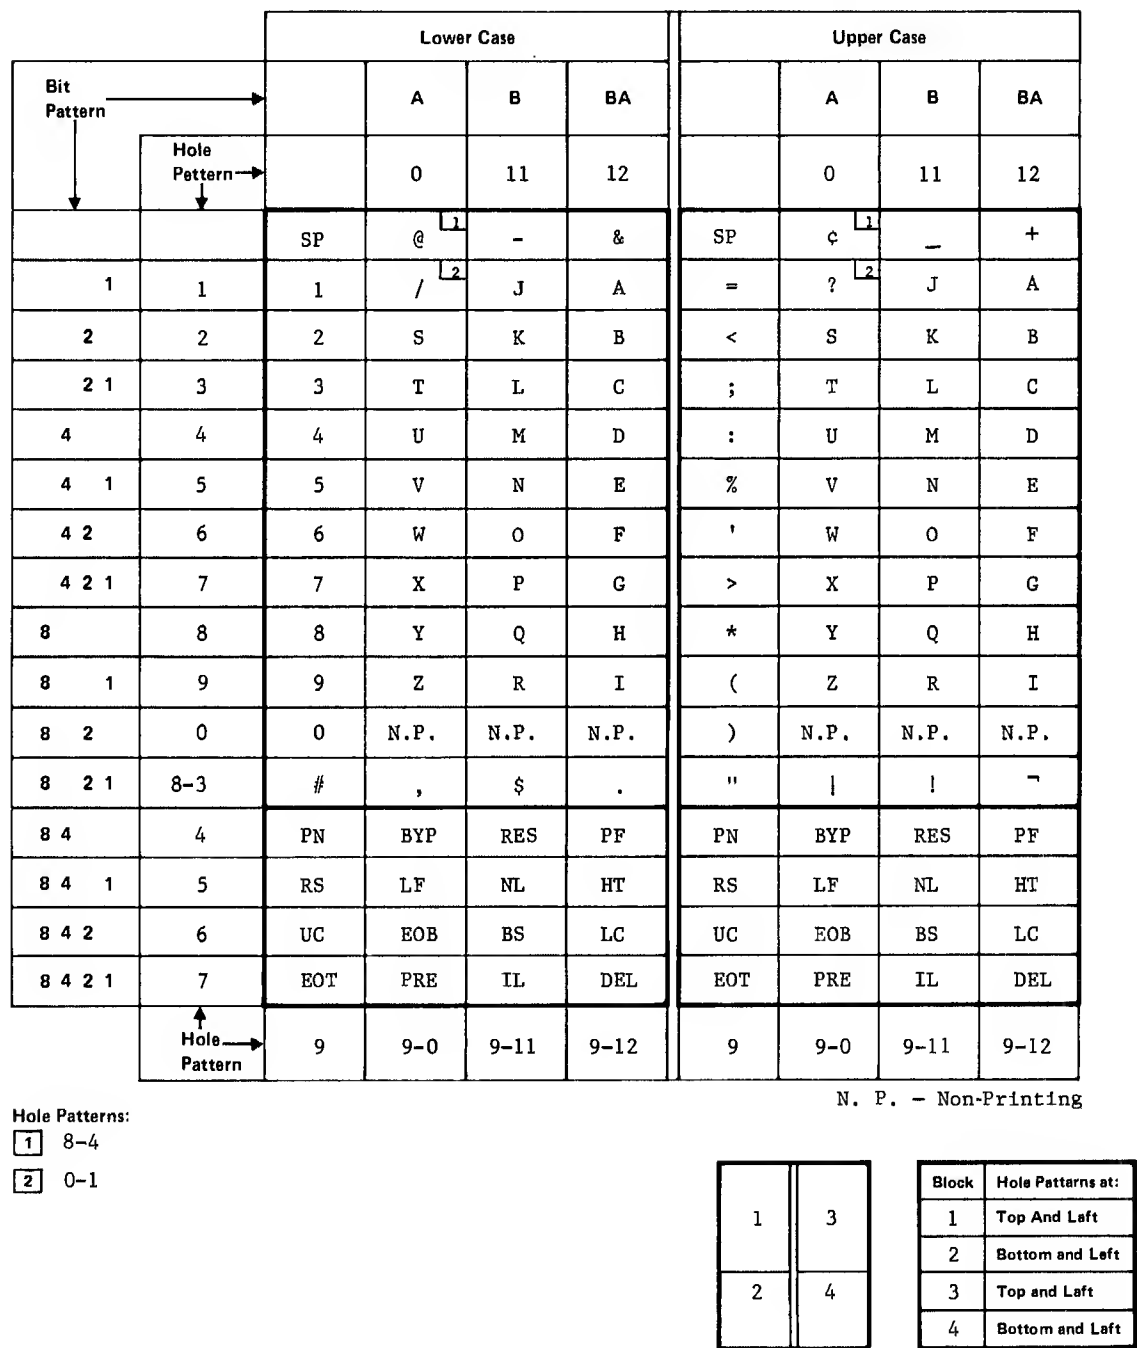 Lower Case Upper Case
Bit Pattern A B BA A B BA
Hole Pettern 0 11 12 0 11 12
SP @ 1 - & SP ¢ 1 _ +
1 1 1 / 2 J A = ? 2 J A
2 2 2 S K B < S K B
2 1 3 3 T L C ; T L C
4 4 4 U M D : U M D
4 1 5 5 V N E % V N E
4 2 6 6 W O F ' W O F
4 2 1 7 7 X P G > X P G
8 8 8 Y Q H * Y Q H
8 1 9 9 Z R I ( Z R I
8 2 0 0 N.P. N.P. N.P. ) N.P. N.P. N.P.
8 2 1 8-3 # , $ . " | ! ¬
8 4 4 PN BYP RES PF PN BYP RES PF
8 4 1 5 RS LF NL HT RS LF NL HT
8 4 2 6 UC EOB BS LC UC EOB BS LC
8 4 2 1 7 EOT PRE IL DEL EOT PRE IL DEL
Hole Pattern 9 9-0 9-11 9-12 9 9-0 9-11 9-12
N. P. - Non-Printing
Hole Patterns:
1 8-4
2 0-1
1 3
2 4
Block Hole Pattarns at:
1 Top And Laft
2 Bottom and Left
3 Top and Laft
4 Bottom and Laft